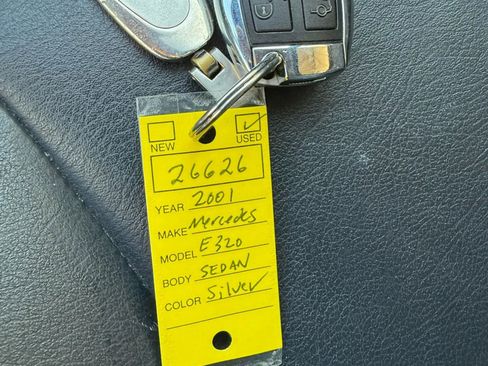 NEW USED
26626
YEAR 2001
MAKE Mercedes
MODEL E320
BODY SEDAN
COLOR Silver